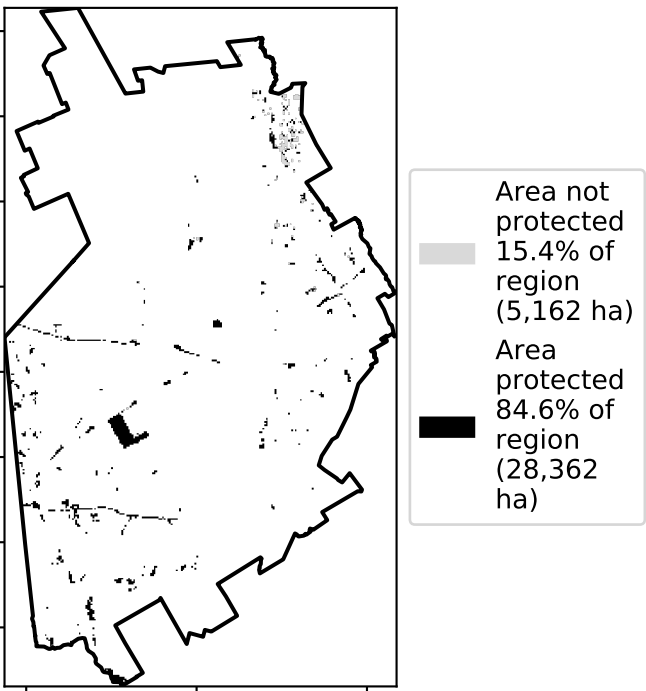 Area not
protected
15.4% of
region
(5,162 ha)
Area
protected
84.6% of
region
(28,362
ha)